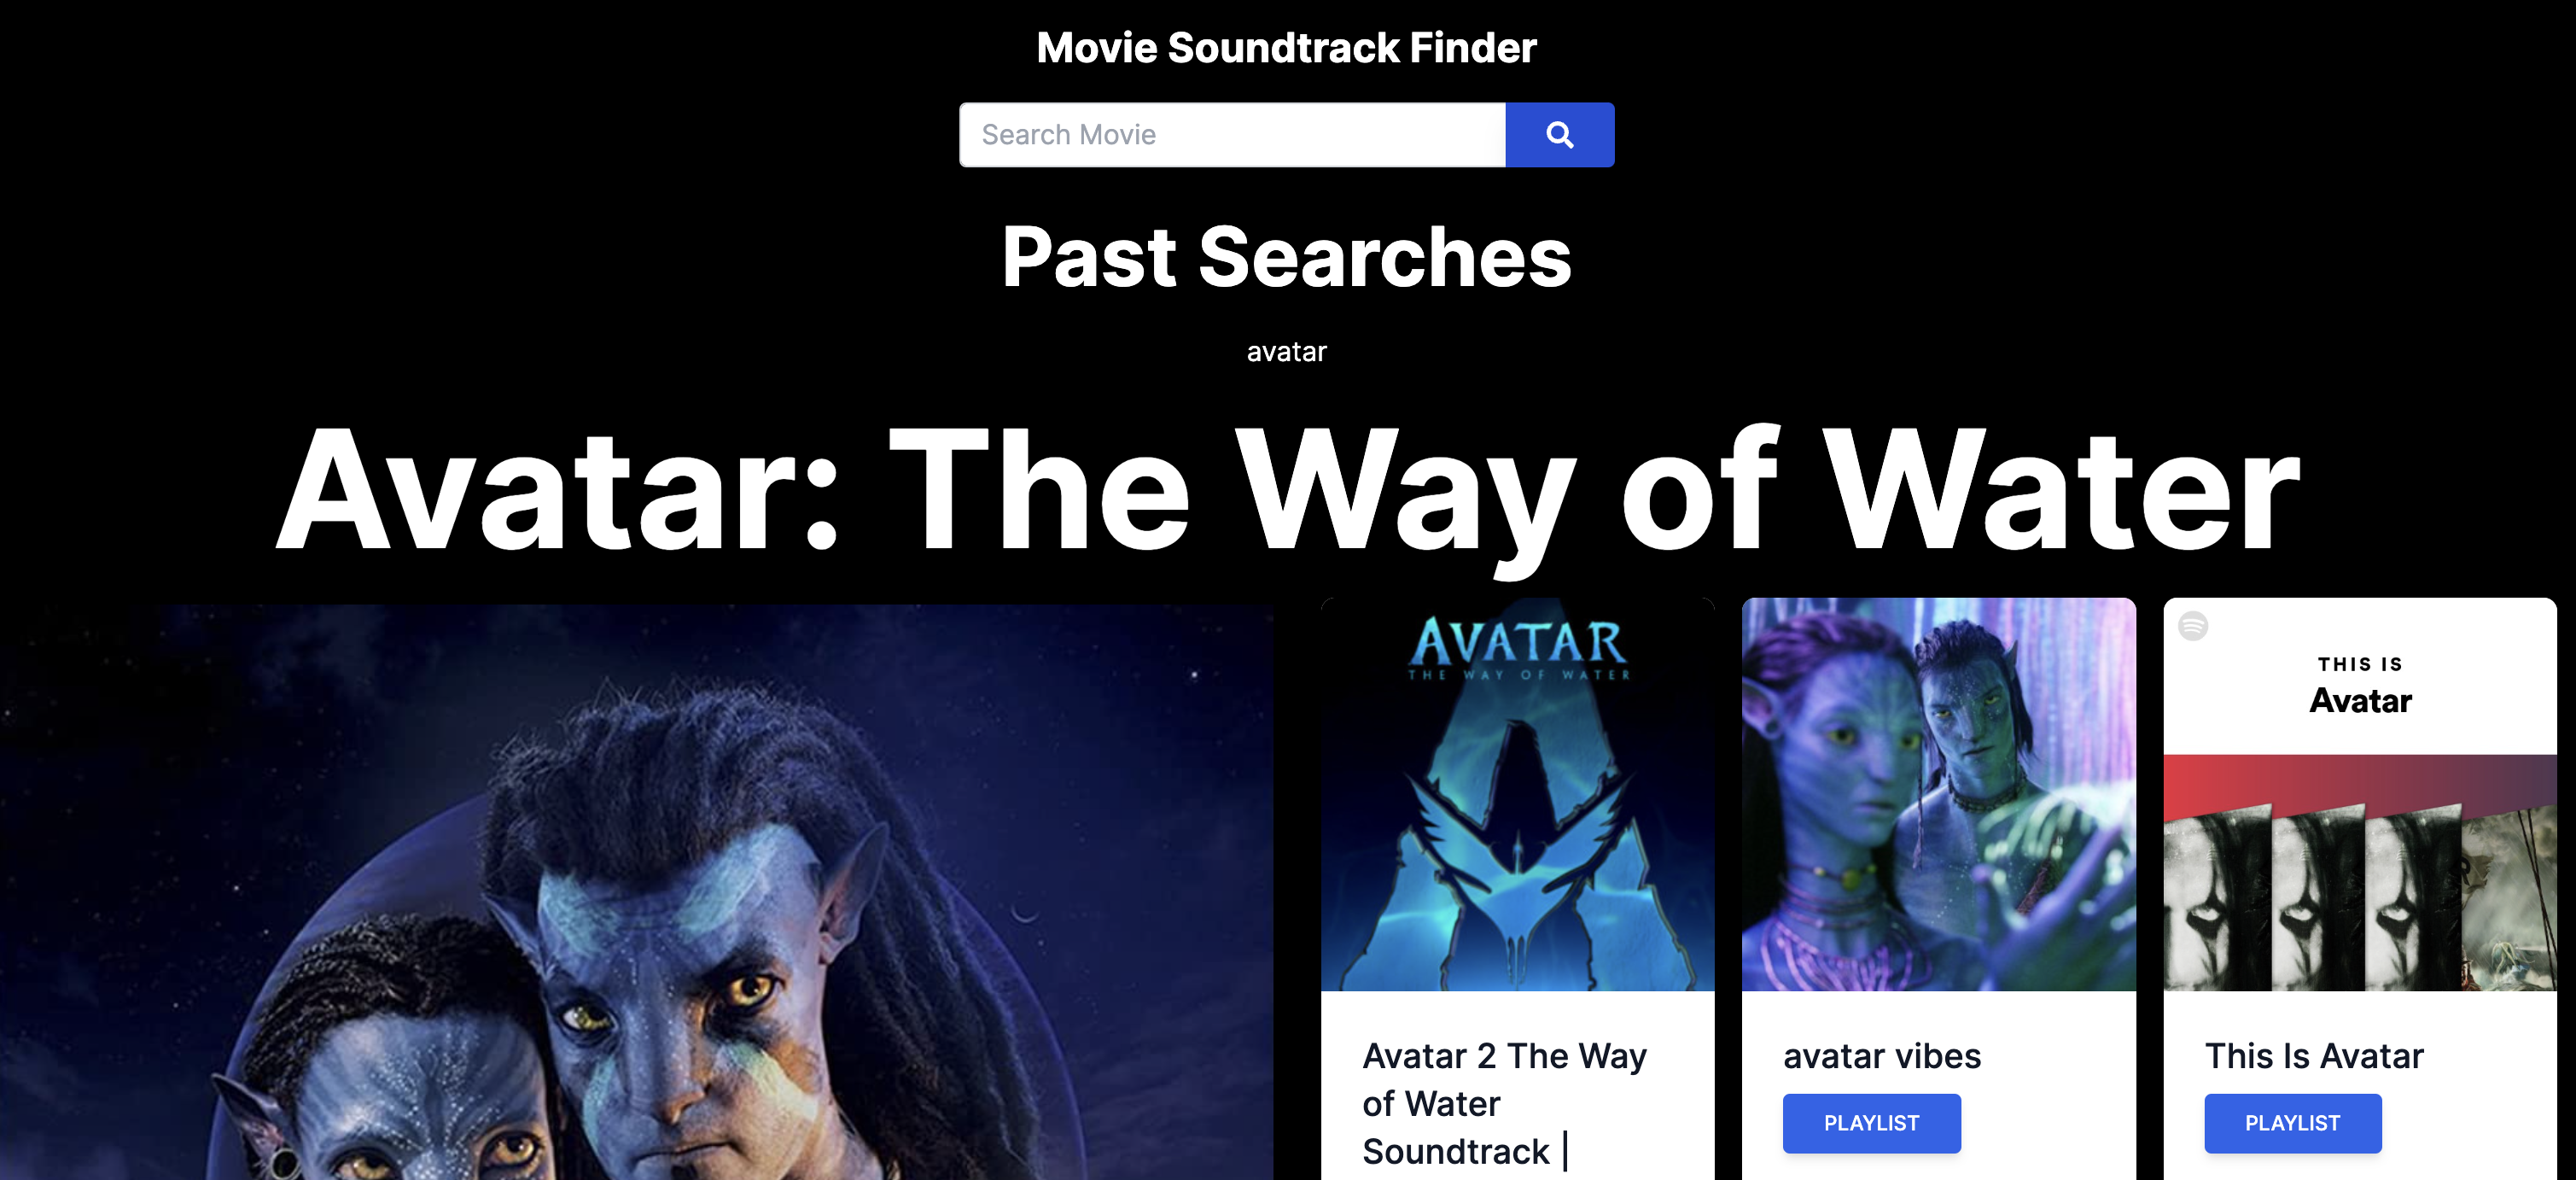 Movie Soundtrack Finder
Search Movie
Past Searches
avatar
Avatar: The Way of Water
AVATAR
THE WAY OF WATER
Avatar 2 The Way
of Water
Soundtrack |
avatar vibes
PLAYLIST
THIS IS
Avatar
This Is Avatar
PLAYLIST